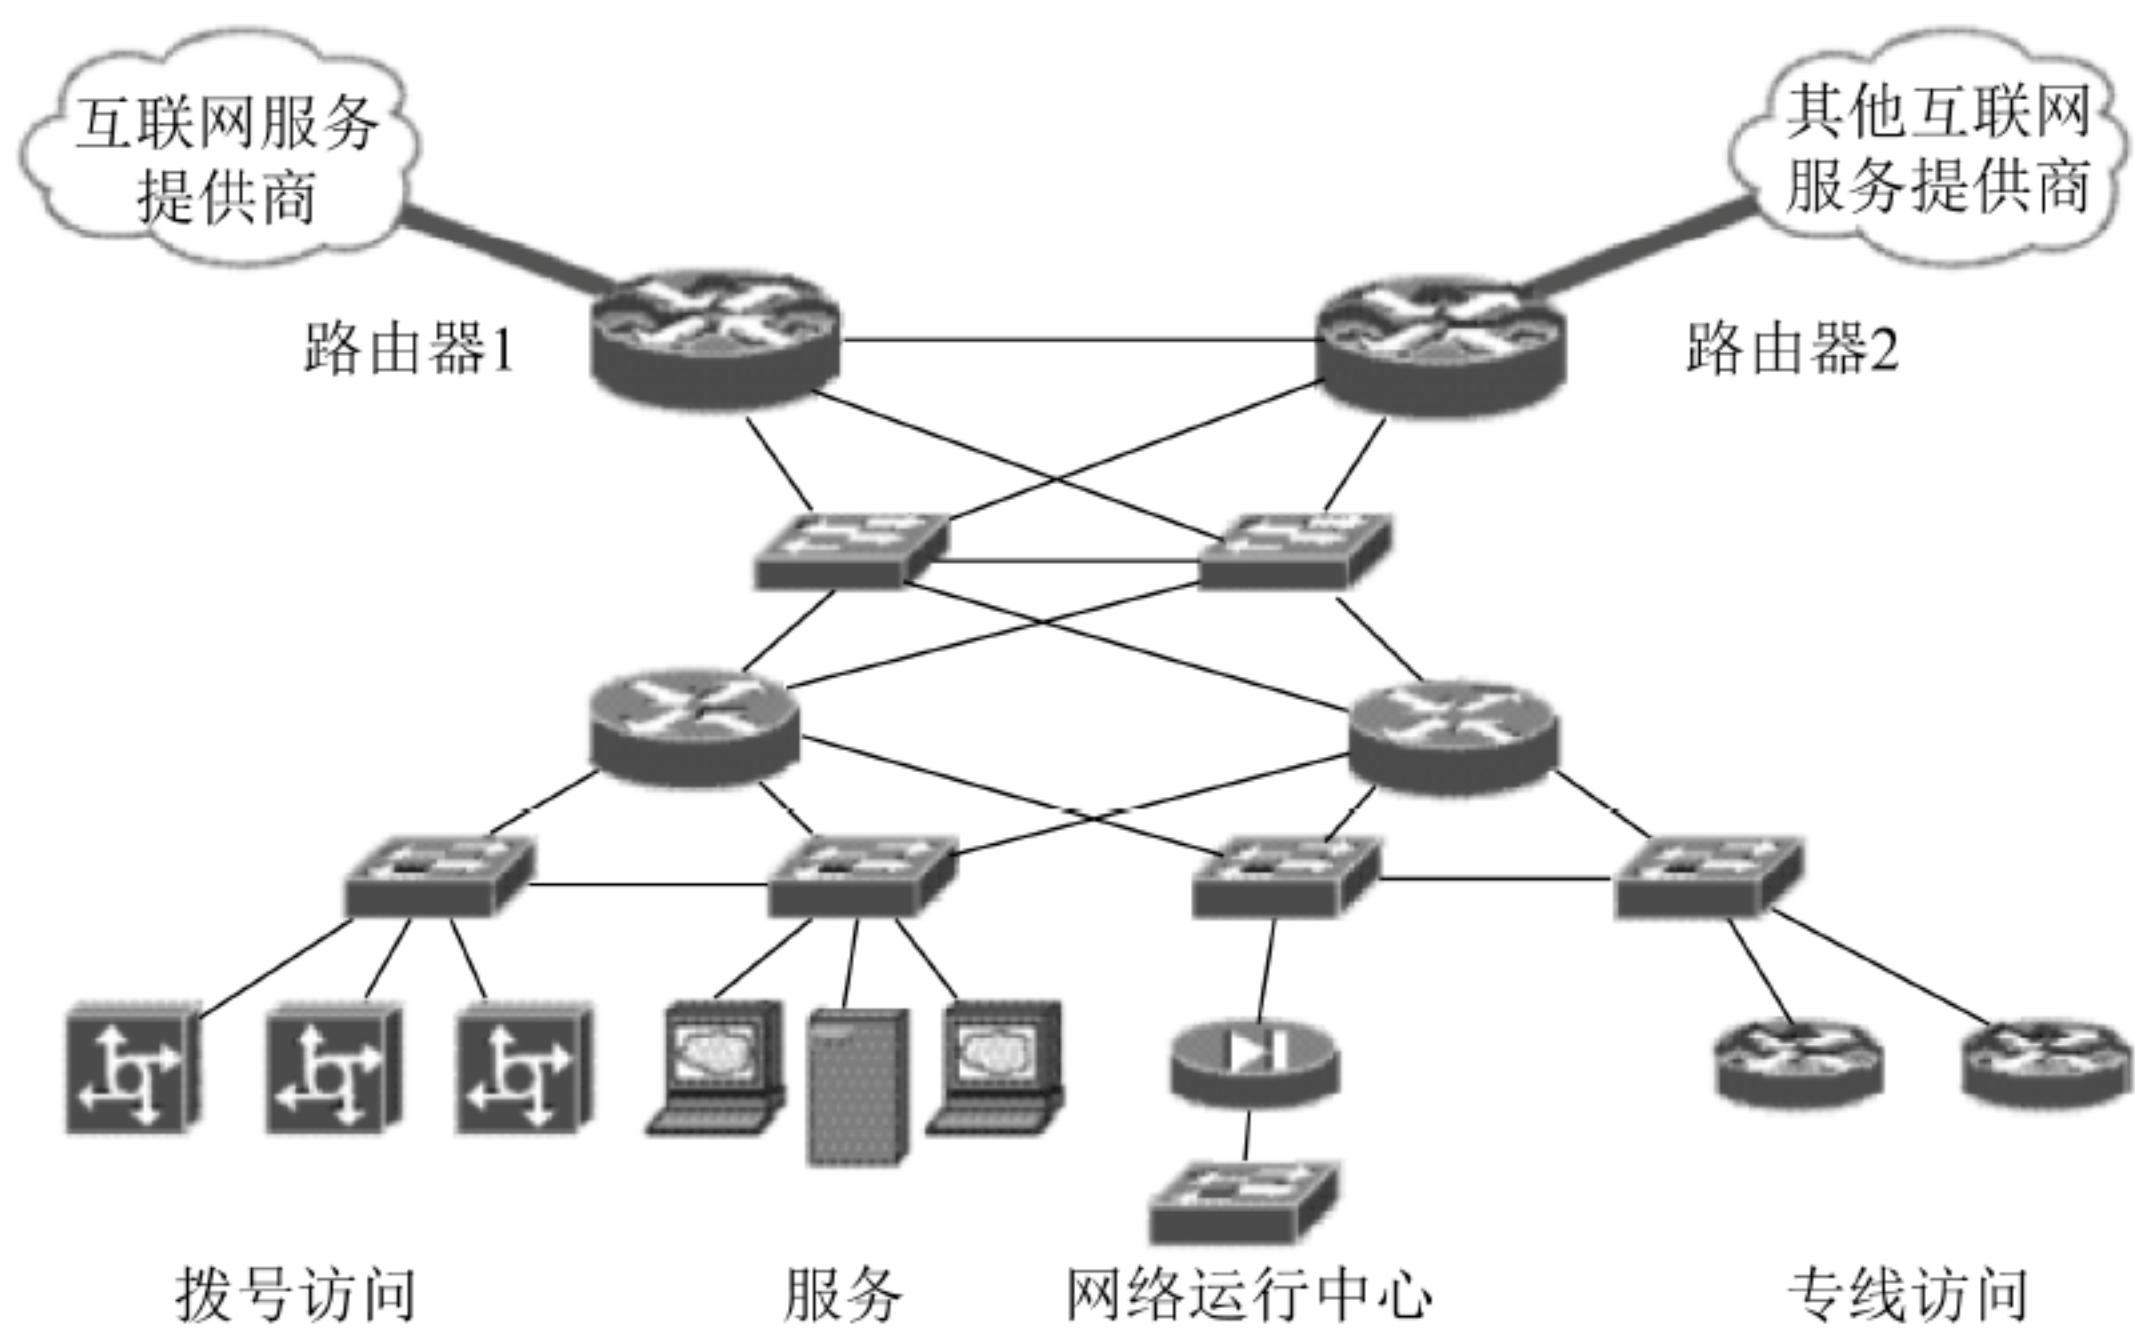 互联网服务
提供商
其他互联网
服务提供商
路由器1
路由器2
拨号访问
服务
网络运行中心
专线访问